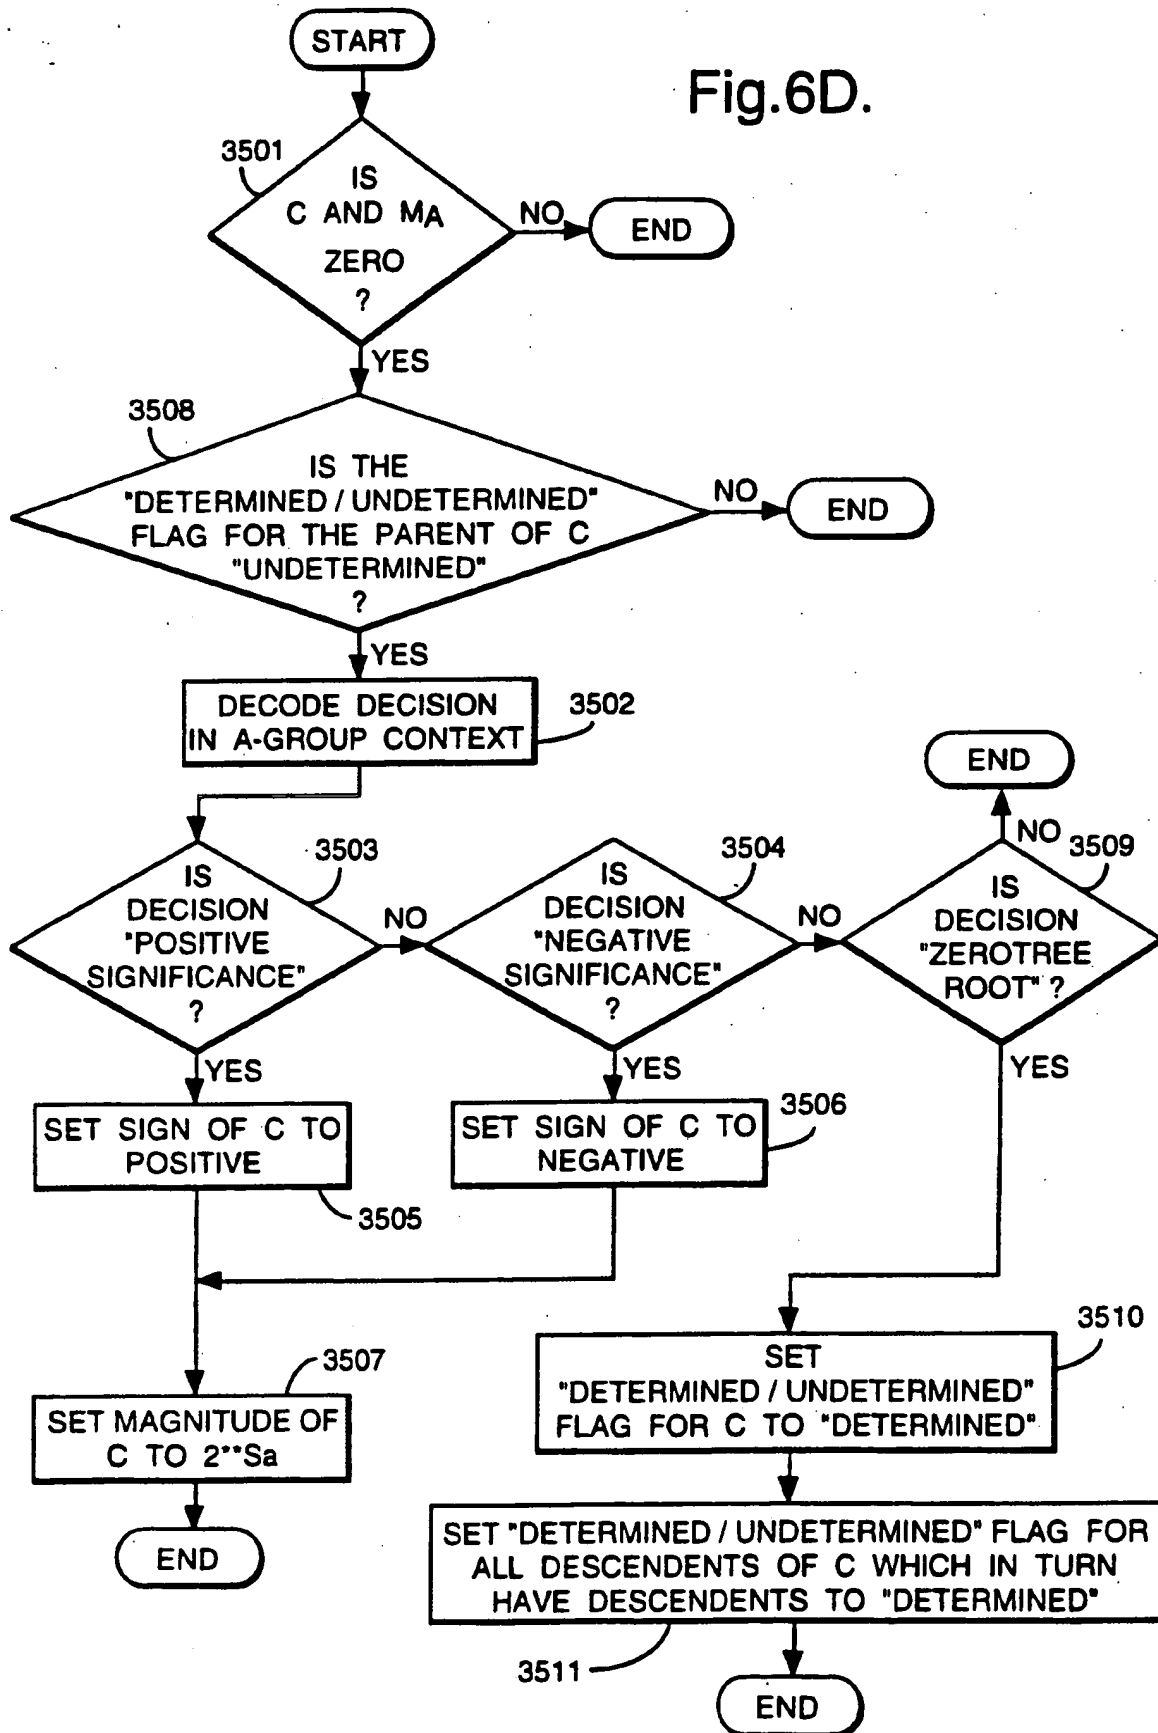 START
Fig.6D.
3501
IS
C AND MA
ZERO
?
NO
END
YES
3508
IS THE
"DETERMINED / UNDETERMINED"
FLAG FOR THE PARENT OF C
"UNDETERMINED"
?
NO
END
YES
DECODE DECISION
IN A-GROUP CONTEXT
3502
END
NO
3503
IS
DECISION
"POSITIVE
SIGNIFICANCE"
?
NO
3504
IS
DECISION
"NEGATIVE
SIGNIFICANCE"
?
NO
3509
IS
DECISION
"ZEROTREE
ROOT" ?
YES
YES
YES
SET SIGN OF C TO
POSITIVE
3505
SET SIGN OF C TO
NEGATIVE
3506
3507
SET MAGNITUDE OF
C TO 2**Sa
END
3510
SET
"DETERMINED / UNDETERMINED"
FLAG FOR C TO "DETERMINED"
SET "DETERMINED / UNDETERMINED" FLAG FOR
ALL DESCENDENTS OF C WHICH IN TURN
HAVE DESCENDENTS TO "DETERMINED"
3511
END